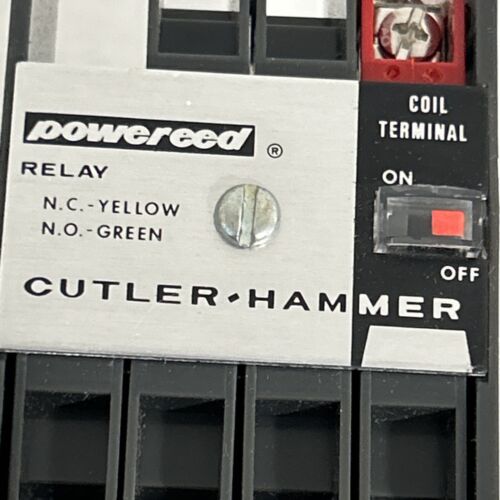 powereed ®
RELAY
N.C.-YELLOW
N.O.-GREEN
CUTLER-HAMMER
COIL
TERMINAL
ON
OFF